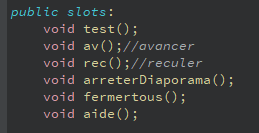 public slots:
    void test();
    void av();//avancer
    void rec();//reculer
    void arreterDiaporama();
    void fermertous();
    void aide();